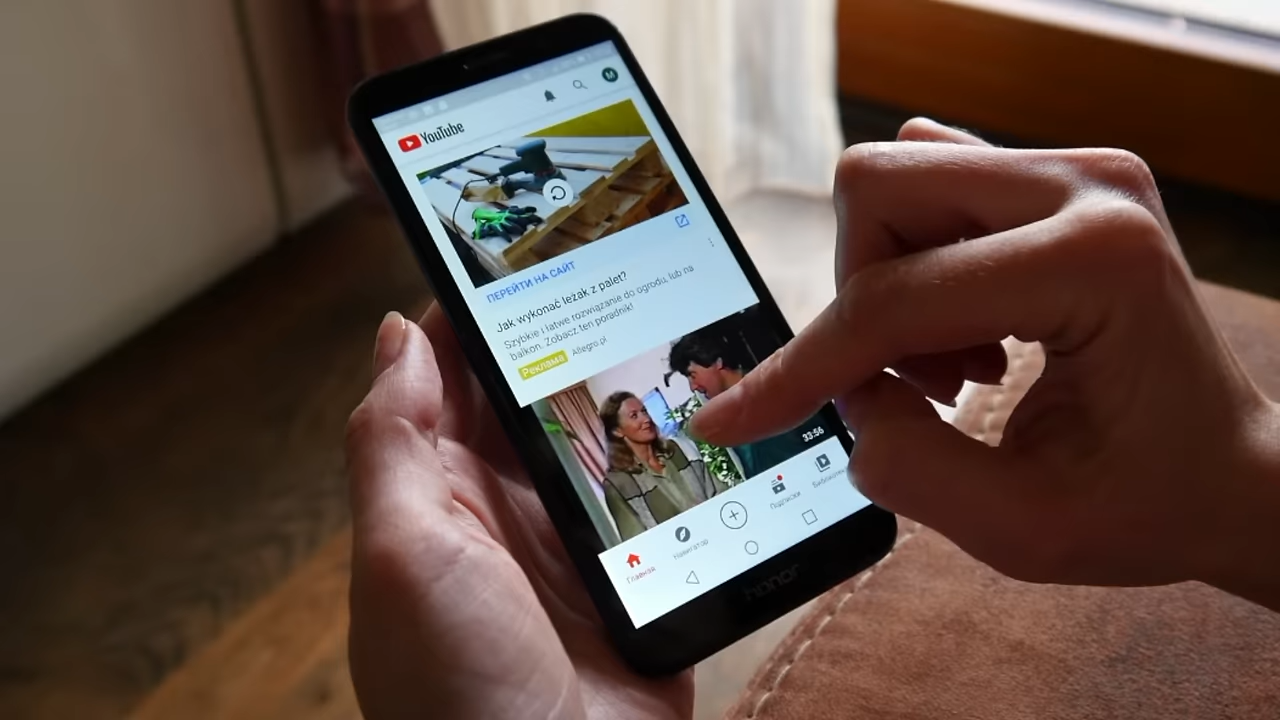 YouTube
M
ПЕРЕЙТИ НА САЙТ
Jak wykonać leżak z palet?
Szybkie i łatwe rozwiązanie do ogrodu, lub na
balkon. Zobacz ten poradnik!
Реклама Allegro.pl
33:56
Главная Навигатор Подписки
honor